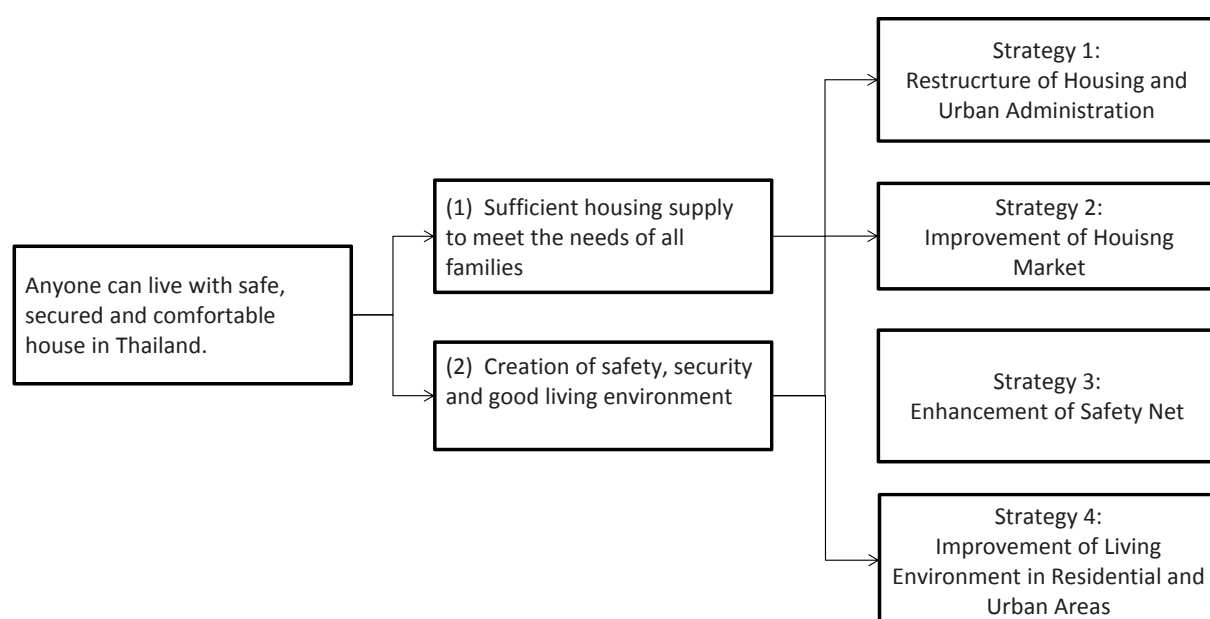 Anyone can live with safe,
secured and comfortable
house in Thailand.
(1)  Sufficient housing supply
to meet the needs of all
families
(2)  Creation of safety, security
and good living environment
Strategy 1:
Restrucrture of Housing and
Urban Administration
Strategy 2:
Improvement of Houisng
Market
Strategy 3:
Enhancement of Safety Net
Strategy 4:
Improvement of Living
Environment in Residential and
Urban Areas